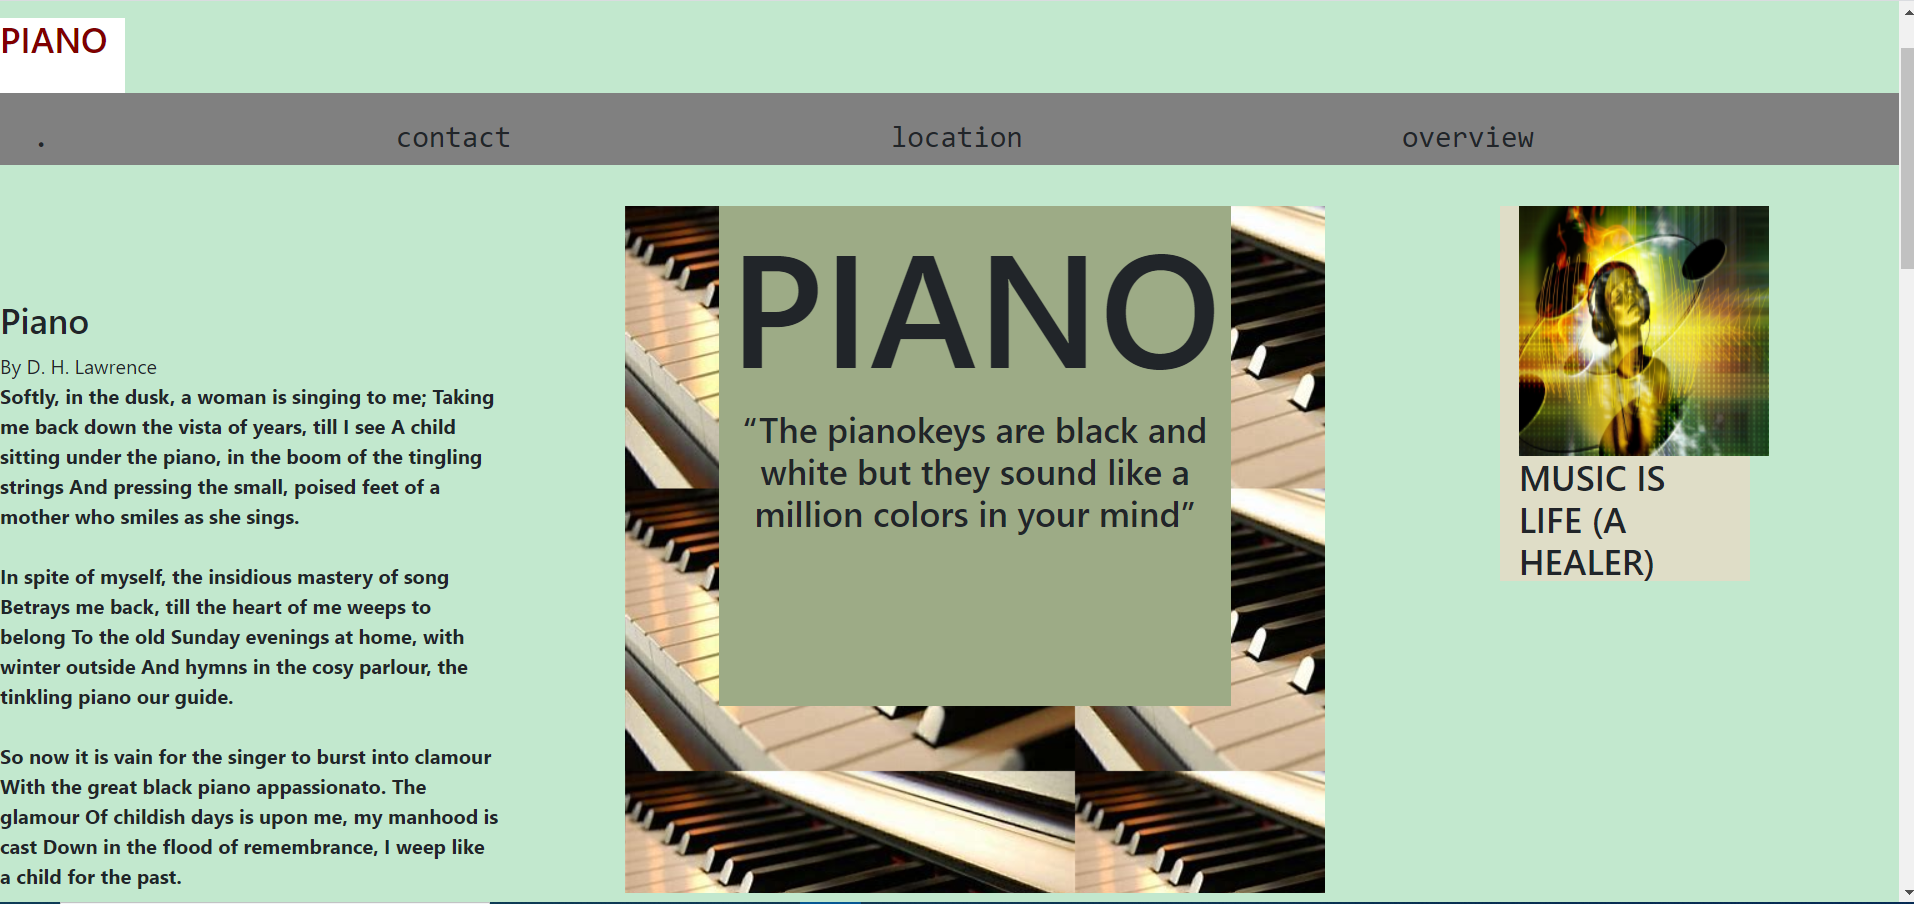 PIANO
. contact location overview
Piano
By D. H. Lawrence
Softly, in the dusk, a woman is singing to me; Taking
me back down the vista of years, till I see A child
sitting under the piano, in the boom of the tingling
strings And pressing the small, poised feet of a
mother who smiles as she sings.
In spite of myself, the insidious mastery of song
Betrays me back, till the heart of me weeps to
belong To the old Sunday evenings at home, with
winter outside And hymns in the cosy parlour, the
tinkling piano our guide.
So now it is vain for the singer to burst into clamour
With the great black piano appassionato. The
glamour Of childish days is upon me, my manhood is
cast Down in the flood of remembrance, I weep like
a child for the past.
PIANO
“The pianokeys are black and
white but they sound like a
million colors in your mind”
MUSIC IS
LIFE (A
HEALER)